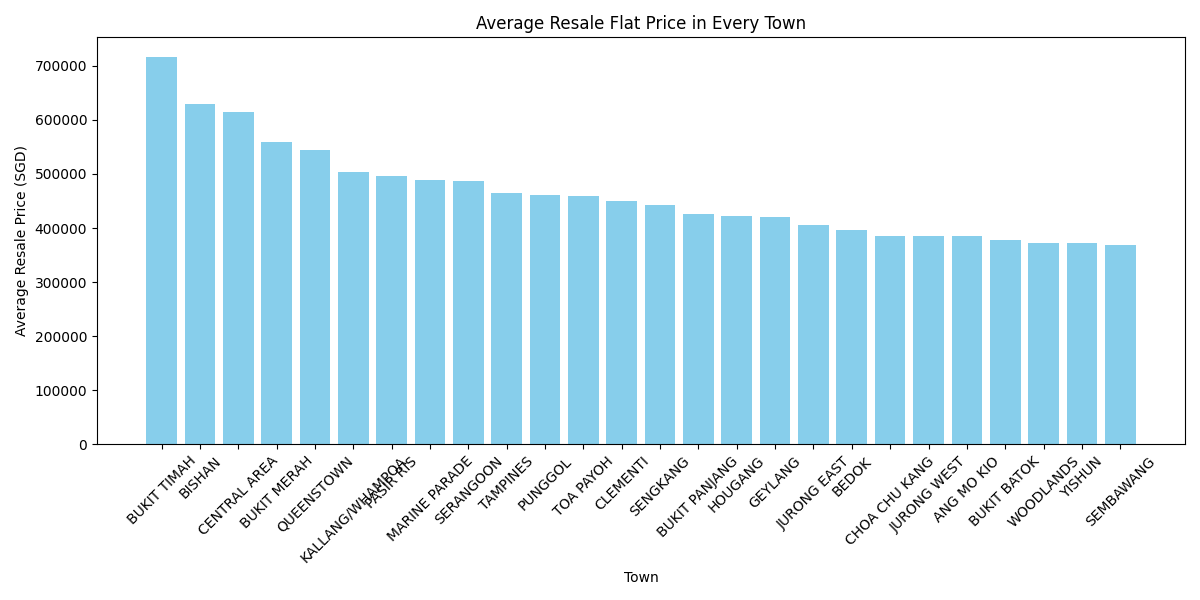 Average Resale Flat Price in Every Town
Average Resale Price (SGD)
700000
600000
500000
400000
300000
200000
100000
0
BUKIT TIMAH
BISHAN
CENTRAL AREA
BUKIT MERAH
QUEENSTOWN
KALLANG/WHAMPOA
PASIR RIS
MARINE PARADE
SERANGOON
TAMPINES
PUNGGOL
TOA PAYOH
CLEMENTI
SENGKANG
BUKIT PANJANG
HOUGANG
GEYLANG
JURONG EAST
BEDOK
CHOA CHU KANG
JURONG WEST
ANG MO KIO
BUKIT BATOK
WOODLANDS
YISHUN
SEMBAWANG
Town